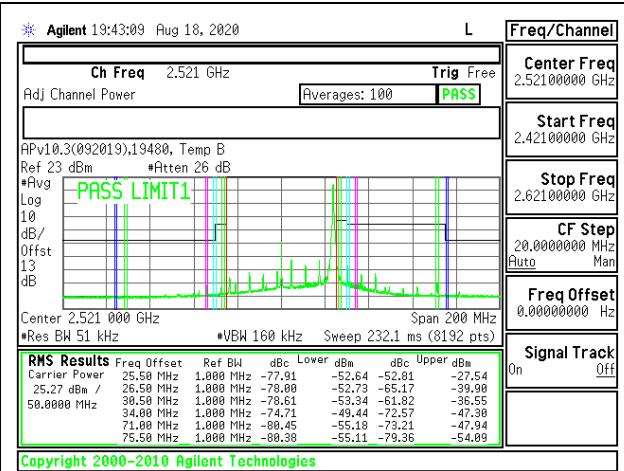 Agilent 19:43:09 Aug 18, 2020 L
Ch Freq 2.521 GHz Trig Free
Adj Channel Power Averages: 100 PASS
APv10.3(092019),19480, Temp B
Ref 23 dBm #Atten 26 dB
#Avg
Log
10
dB/
Offst
13
dB
PASS LIMIT1
Center 2.521 000 GHz Span 200 MHz
#Res BW 51 kHz #VBW 160 kHz Sweep 232.1 ms (8192 pts)
RMS Results Freq Offset Ref BW dBc Lower dBm dBc Upper dBm
Carrier Power 25.50 MHz 1.000 MHz -77.91 -52.64 -52.81 -27.54
25.27 dBm / 26.50 MHz 1.000 MHz -78.00 -52.73 -65.17 -39.90
50.0000 MHz 30.50 MHz 1.000 MHz -78.61 -53.34 -61.82 -36.55
34.00 MHz 1.000 MHz -74.71 -49.44 -72.57 -47.30
71.00 MHz 1.000 MHz -80.45 -55.18 -73.21 -47.94
75.50 MHz 1.000 MHz -80.38 -55.11 -79.36 -54.09
Copyright 2000-2010 Agilent Technologies
Freq/Channel
Center Freq
2.52100000 GHz
Start Freq
2.42100000 GHz
Stop Freq
2.62100000 GHz
CF Step
20.0000000 MHz
Auto Man
Freq Offset
0.00000000 Hz
Signal Track
On Off